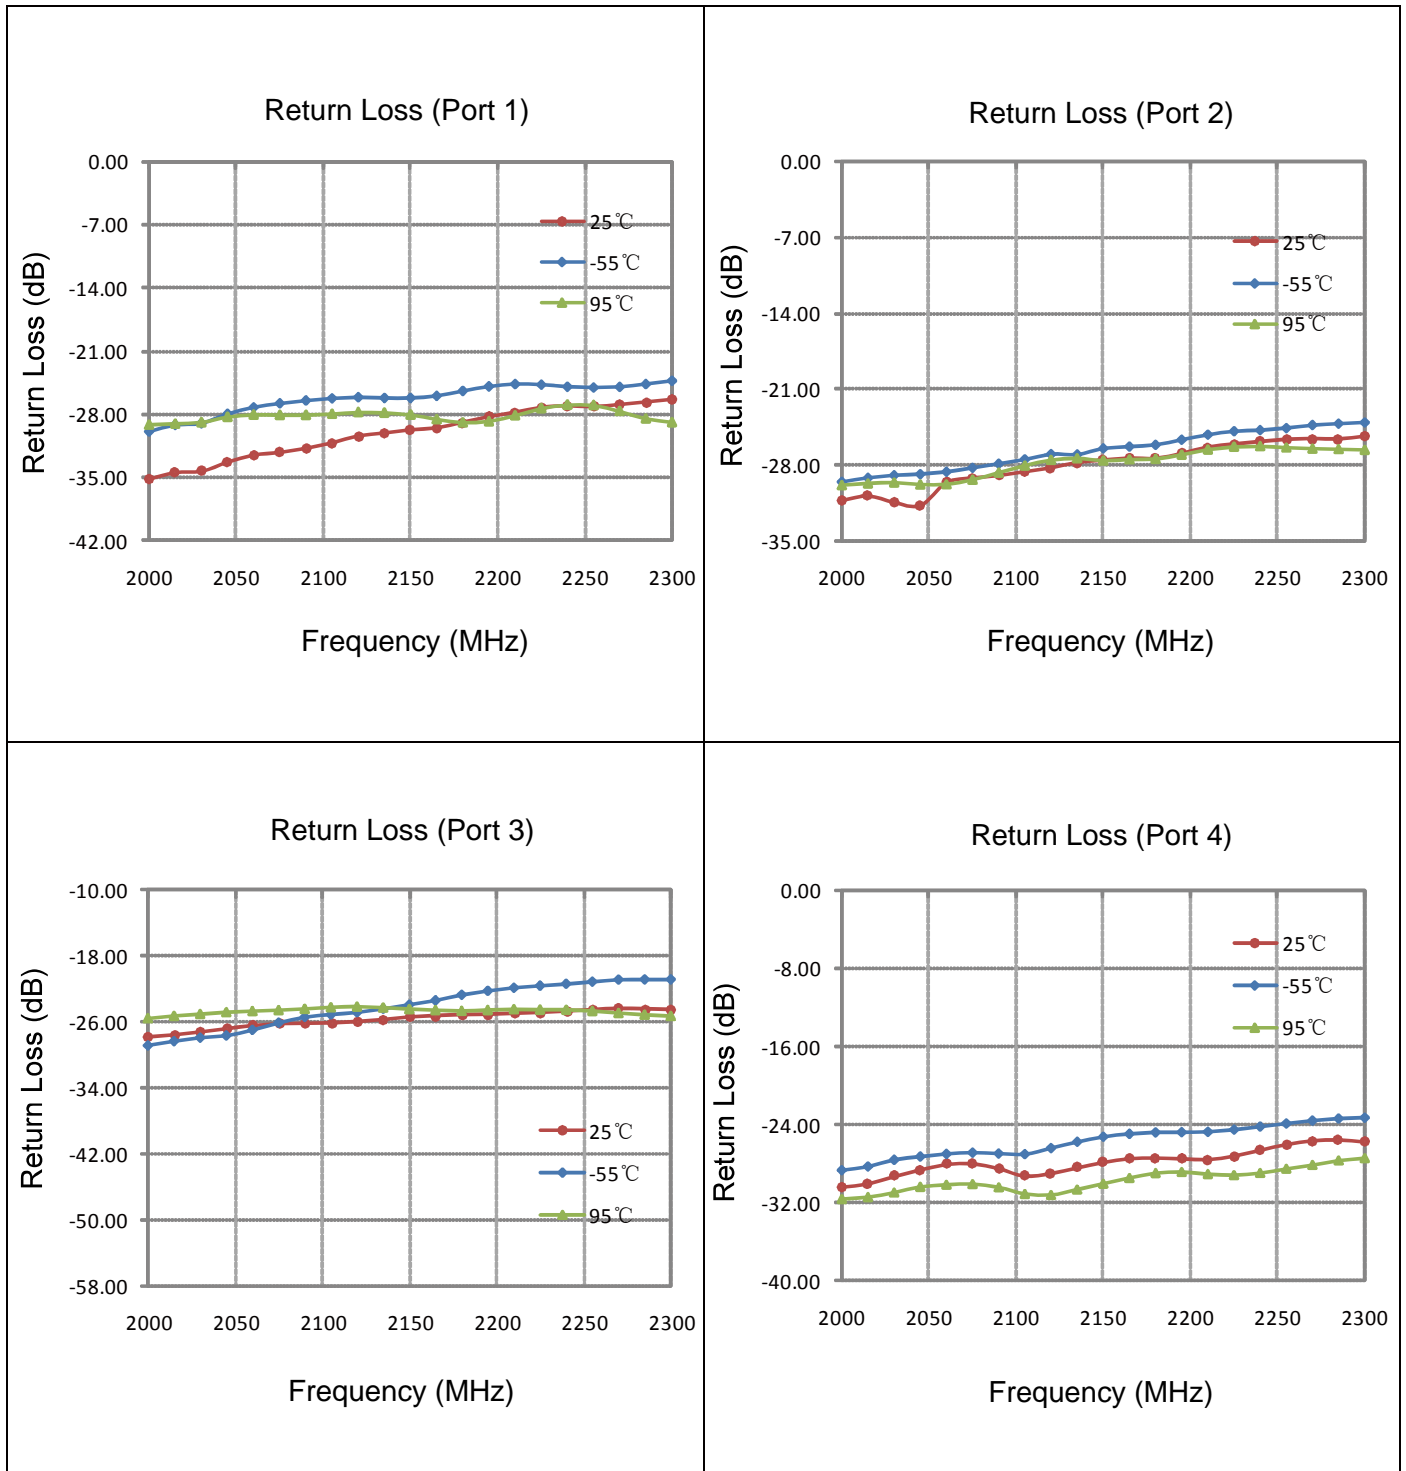 Return Loss (Port 1)
Return Loss (dB)
0.00
-7.00
-14.00
-21.00
-28.00
-35.00
-42.00
25℃
-55℃
95℃
2000 2050 2100 2150 2200 2250 2300
Frequency (MHz)
Return Loss (Port 2)
Return Loss (dB)
0.00
-7.00
-14.00
-21.00
-28.00
-35.00
25℃
-55℃
95℃
2000 2050 2100 2150 2200 2250 2300
Frequency (MHz)
Return Loss (Port 3)
Return Loss (dB)
-10.00
-18.00
-26.00
-34.00
-42.00
-50.00
-58.00
25℃
-55℃
95℃
2000 2050 2100 2150 2200 2250 2300
Frequency (MHz)
Return Loss (Port 4)
Return Loss (dB)
0.00
-8.00
-16.00
-24.00
-32.00
-40.00
25℃
-55℃
95℃
2000 2050 2100 2150 2200 2250 2300
Frequency (MHz)